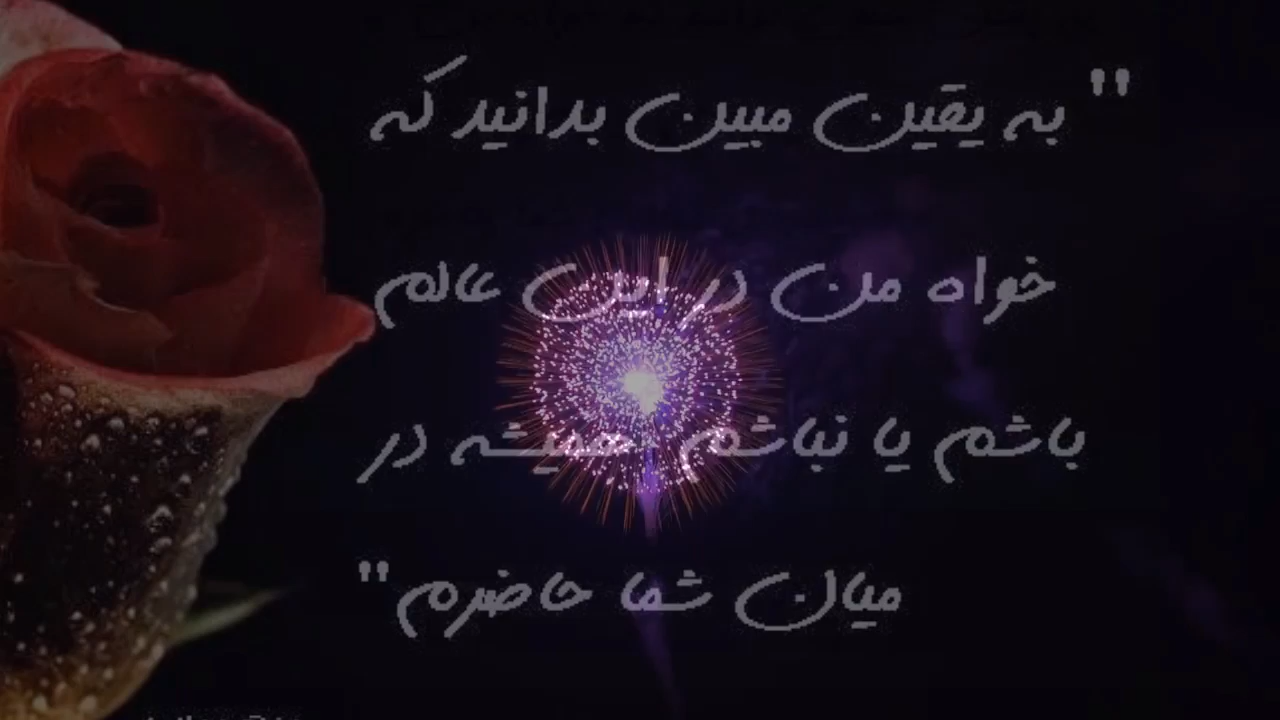 " به یقین مبین بدانید که
خواه من در این عالم
باشم یا نباشم همیشه در
میان شما حاضرم "